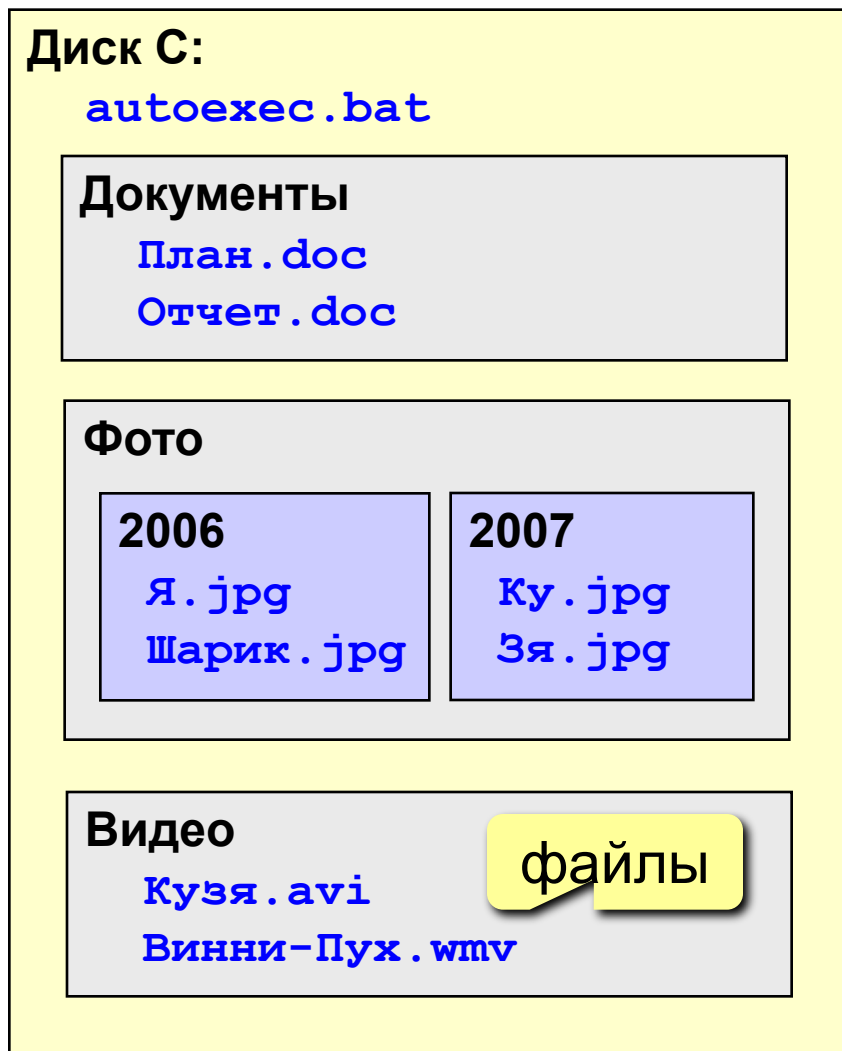 Диск C:
autoexec.bat
Документы
План.doc
Отчет.doc
Фото
2006
Я.jpg
Шарик.jpg
2007
Ку.jpg
Зя.jpg
Видео
файлы
Кузя.avi
Винни-Пух.wmv